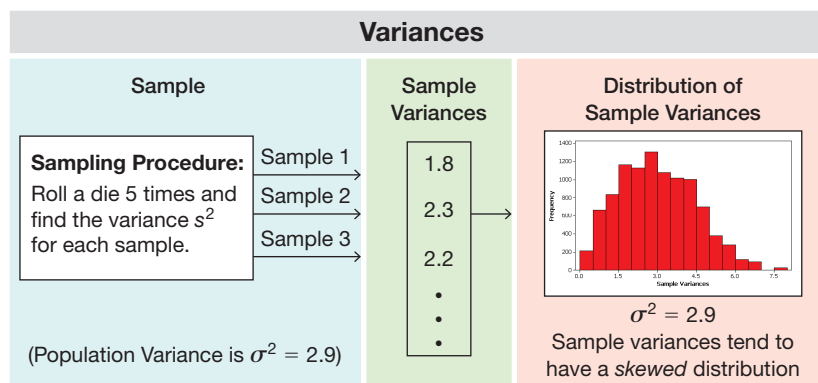 Variances
Sample
Sampling Procedure:
Roll a die 5 times and
find the variance s²
for each sample.
Sample 1
Sample 2
Sample 3
(Population Variance is σ² = 2.9)
Sample
Variances
1.8
2.3
2.2
•
•
•
Distribution of
Sample Variances
Frequency
1400
1200
1000
800
600
400
200
0
0.0 1.5 3.0 4.5 6.0 7.5
Sample Variances
σ² = 2.9
Sample variances tend to
have a skewed distribution